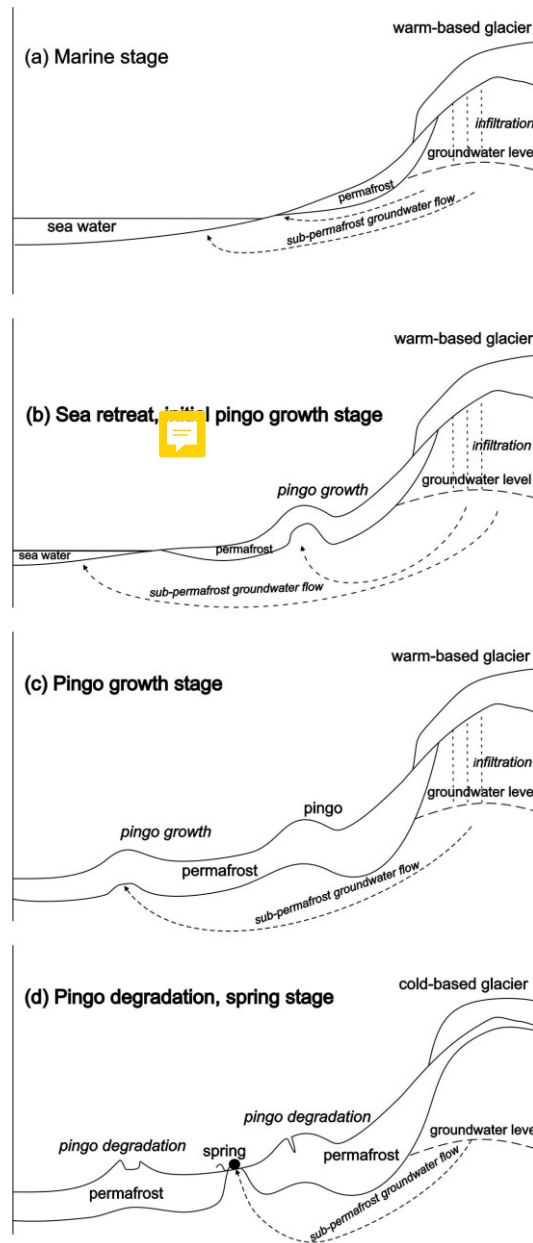 warm-based glacier
(a) Marine stage
infiltration
groundwater level
permafrost
sea water
sub-permafrost groundwater flow
warm-based glacier
(b) Sea retreat, initial pingo growth stage
infiltration
pingo growth
groundwater level
permafrost
sea water
sub-permafrost groundwater flow
warm-based glacier
(c) Pingo growth stage
infiltration
groundwater leve
pingo
pingo growth
permafrost
sub-permafrost groundwater flow
cold-based glacier
(d) Pingo degradation, spring stage
pingo degradation
groundwater level
pingo degradation
spring
permafrost
permafrost
sub-permafrost groundwater flow